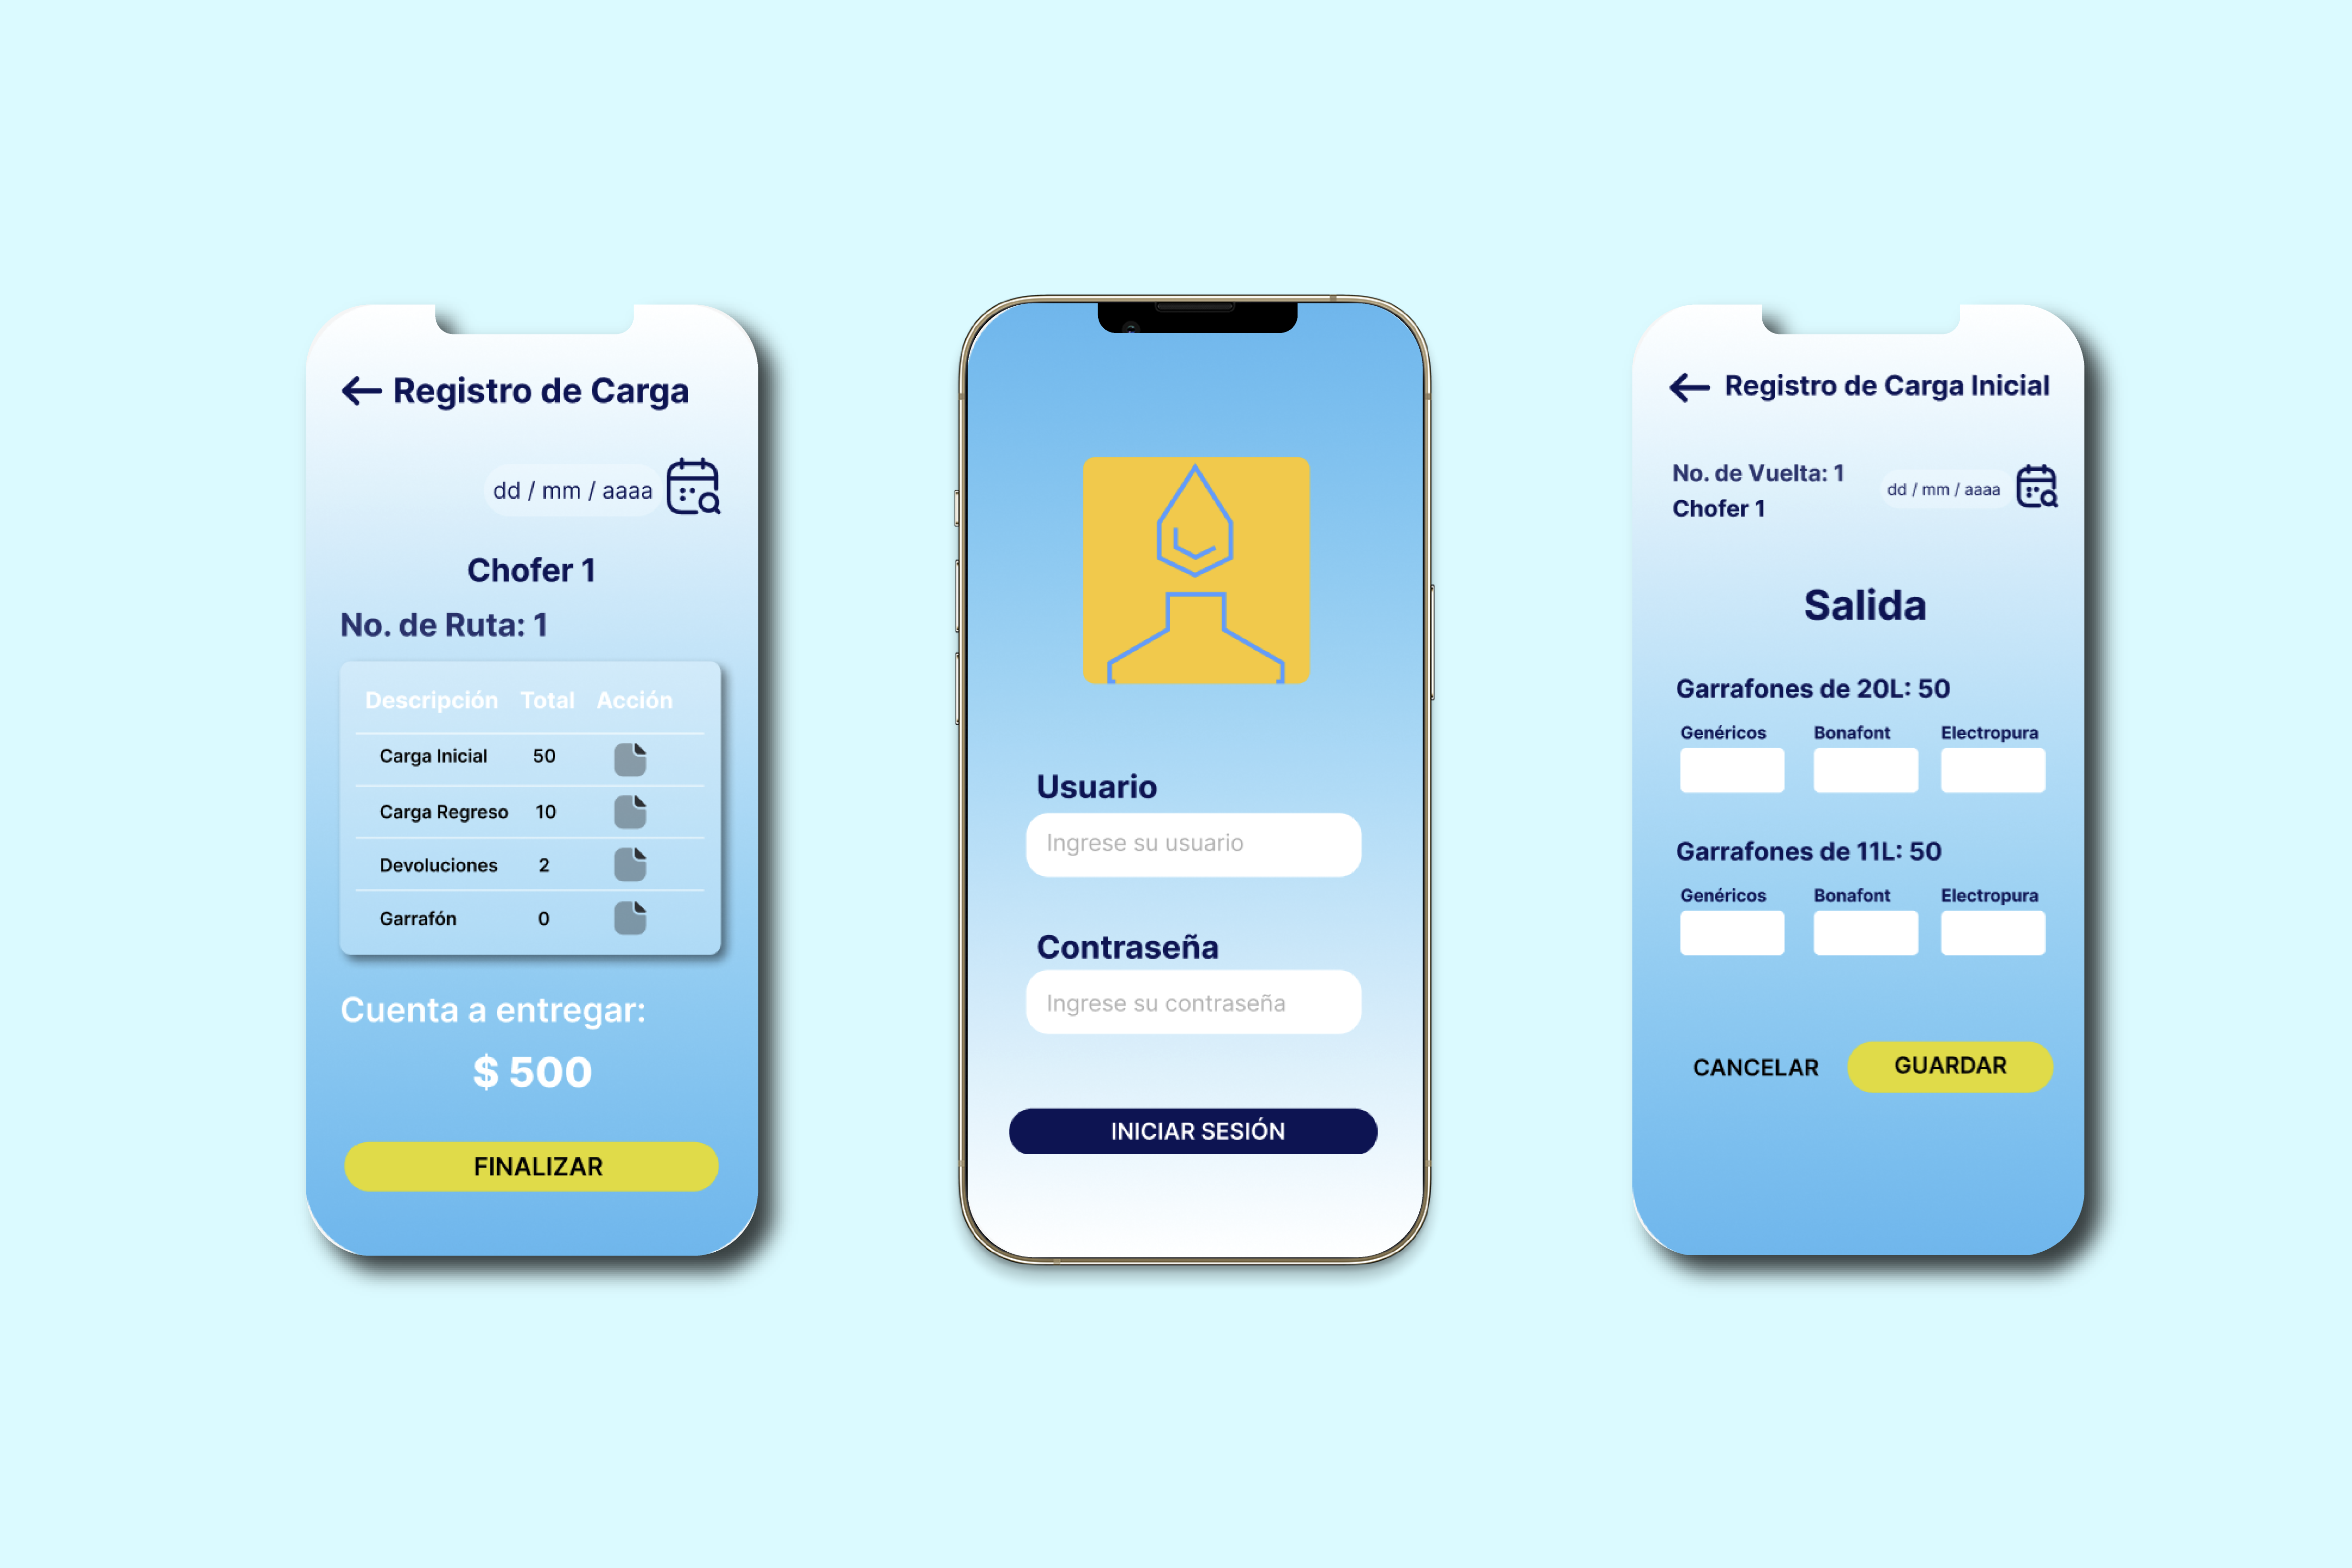 Registro de Carga
dd / mm / aaaa
Chofer 1
No. de Ruta: 1
Descripción Total Acción
Carga Inicial 50
Carga Regreso 10
Devoluciones 2
Garrafón 0
Cuenta a entregar:
$ 500
FINALIZAR
Usuario
Ingrese su usuario
Contraseña
Ingrese su contraseña
INICIAR SESIÓN
Registro de Carga Inicial
No. de Vuelta: 1
dd / mm / aaaa
Chofer 1
Salida
Garrafones de 20L: 50
Genéricos Bonafont Electropura
Garrafones de 11L: 50
Genéricos Bonafont Electropura
CANCELAR GUARDAR